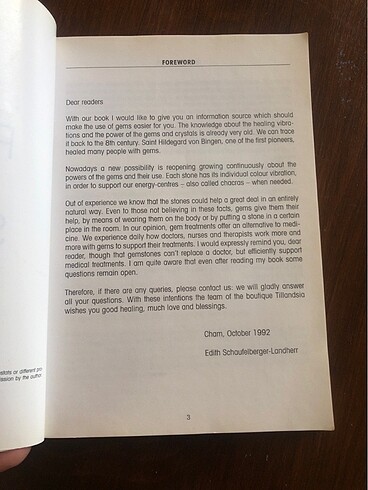 FOREWORD
Dear readers
With our book I would like to give you an information source which should
make the use of gems easier for you. The knowledge about the healing vibra-
tions and the power of the gems and crystals is already very old. We can trace
it back to the 8th century. Saint Hildegard von Bingen, one of the first pioneers,
healed many people with gems.
Nowadays a new possibility is reopening growing continuously about the
powers of the gems and their use. Each stone has its individual colour vibration,
in order to support our energy-centres – also called chacras – when needed.
Out of experience we know that the stones could help a great deal in an entirely
natural way. Even to those not believing in these facts, gems give them their
help, by means of wearing them on the body or by putting a stone in a certain
place in the room. In our opinion, gem treatments offer an alternative to medi-
cine. We experience daily how doctors, nurses and therapists work more and
more with gems to support their treatments. I would expressly remind you, dear
reader, though that gemstones can't replace a doctor, but efficiently support
medical treatments. I am quite aware that even after reading my book some
questions remain open.
Therefore, if there are any queries, please contact us: we will gladly answer
all your questions. With these intentions the team of the boutique Tillandsia
wishes you good healing, much love and blessings.
Cham, October 1992
Edith Schaufelberger-Landherr
or different
by the author
3